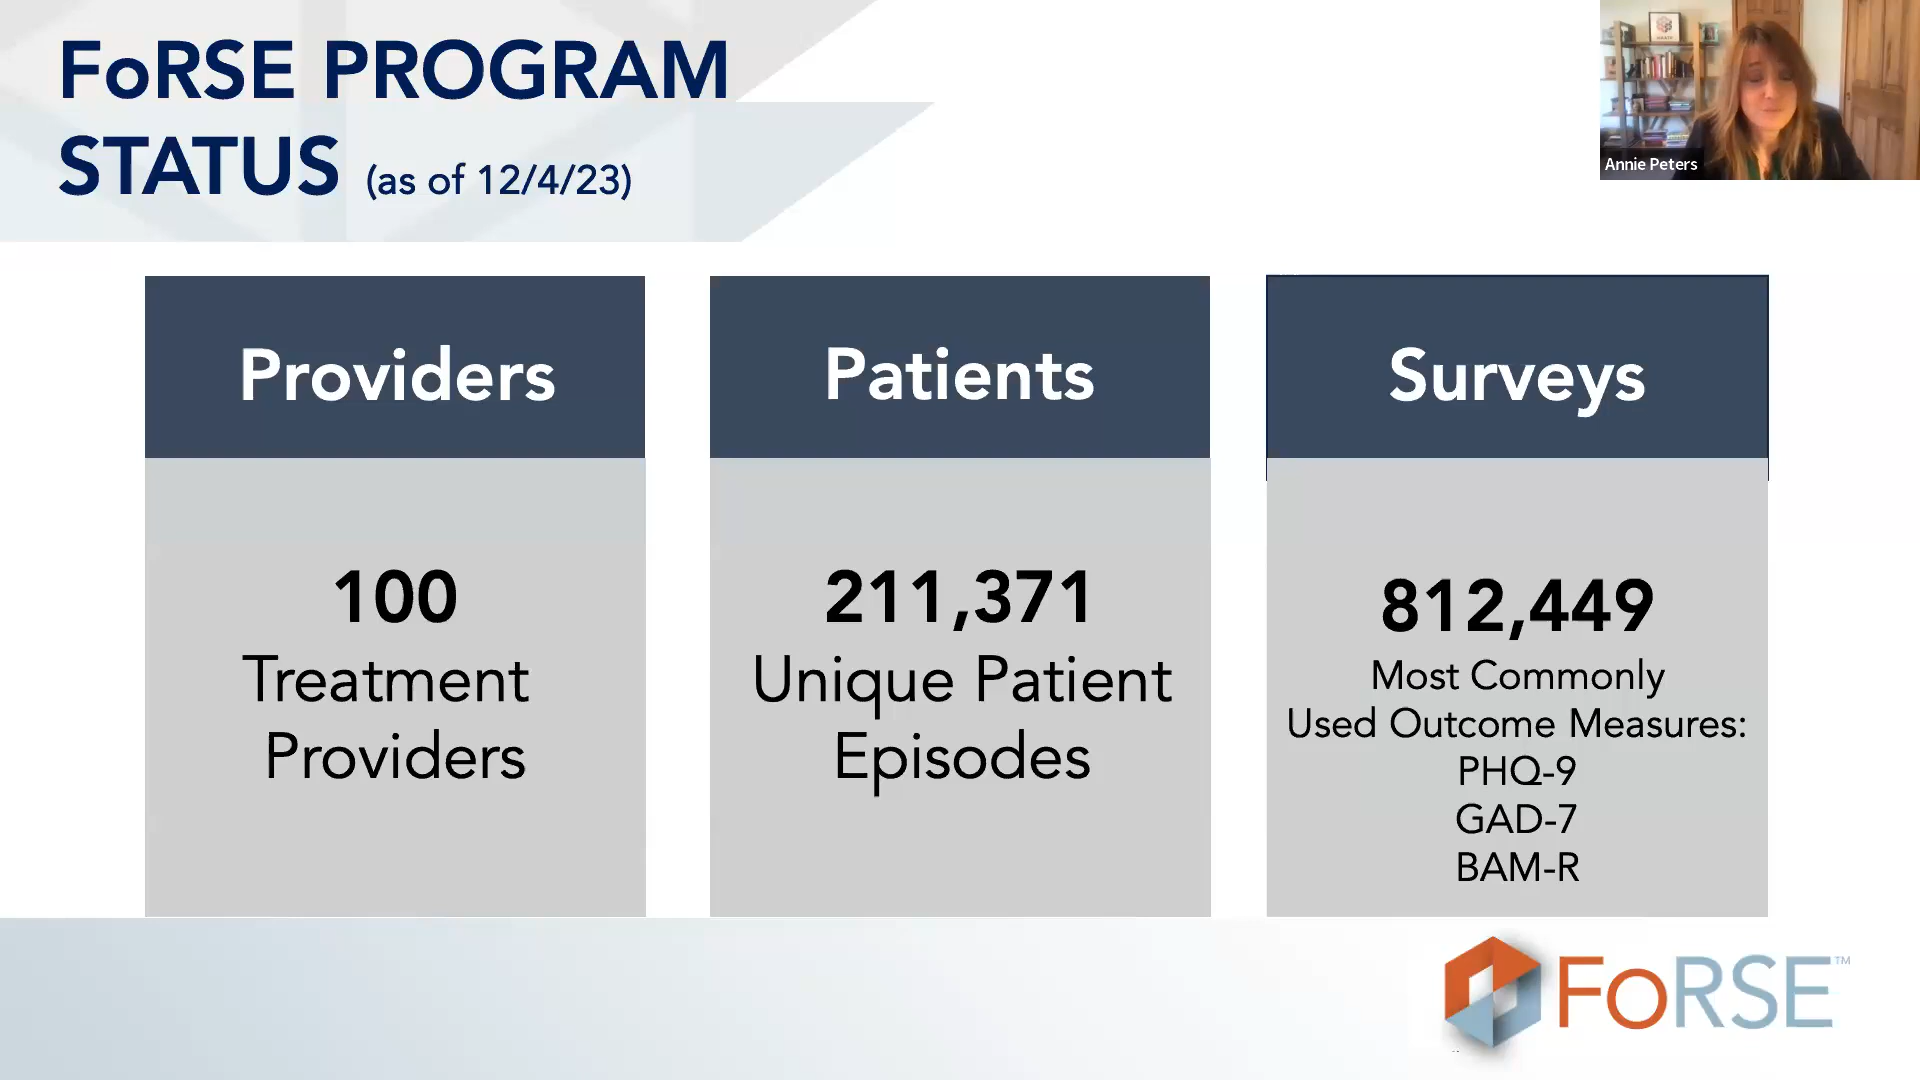 FoRSE PROGRAM
STATUS (as of 12/4/23)
Annie Peters
Providers
100
Treatment
Providers
Patients
211,371
Unique Patient
Episodes
Surveys
812,449
Most Commonly
Used Outcome Measures:
PHQ-9
GAD-7
BAM-R
FoRSE™